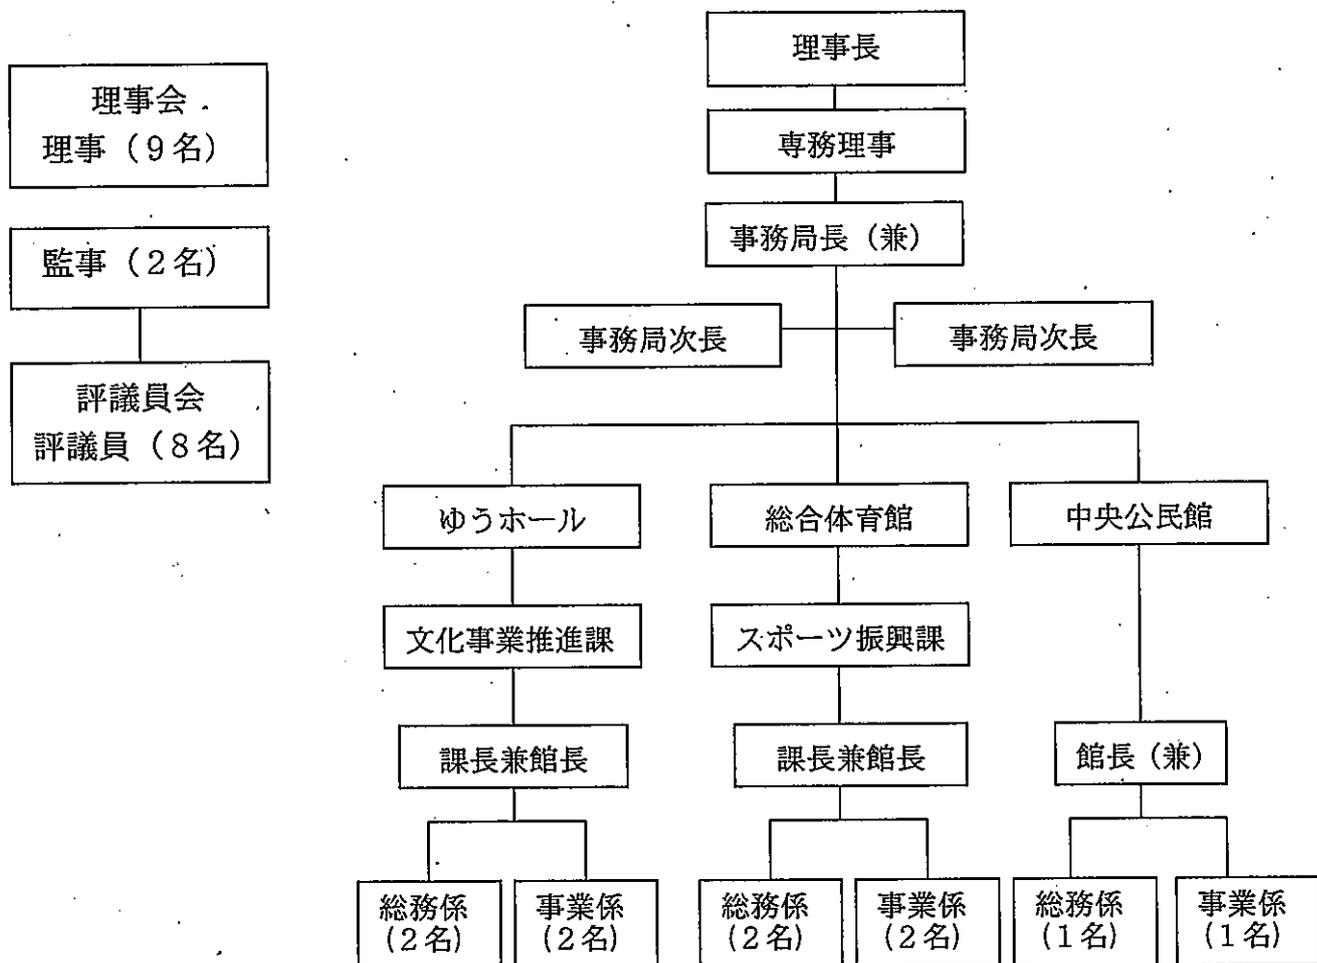 理事会
理事（9名）
監事（2名）
評議員会
評議員（8名）
理事長
専務理事
事務局長（兼）
事務局次長
事務局次長
ゆうホール
総合体育館
中央公民館
文化事業推進課
スポーツ振興課
課長兼館長
課長兼館長
館長（兼）
総務係
（2名）
事業係
（2名）
総務係
（2名）
事業係
（2名）
総務係
（1名）
事業係
（1名）